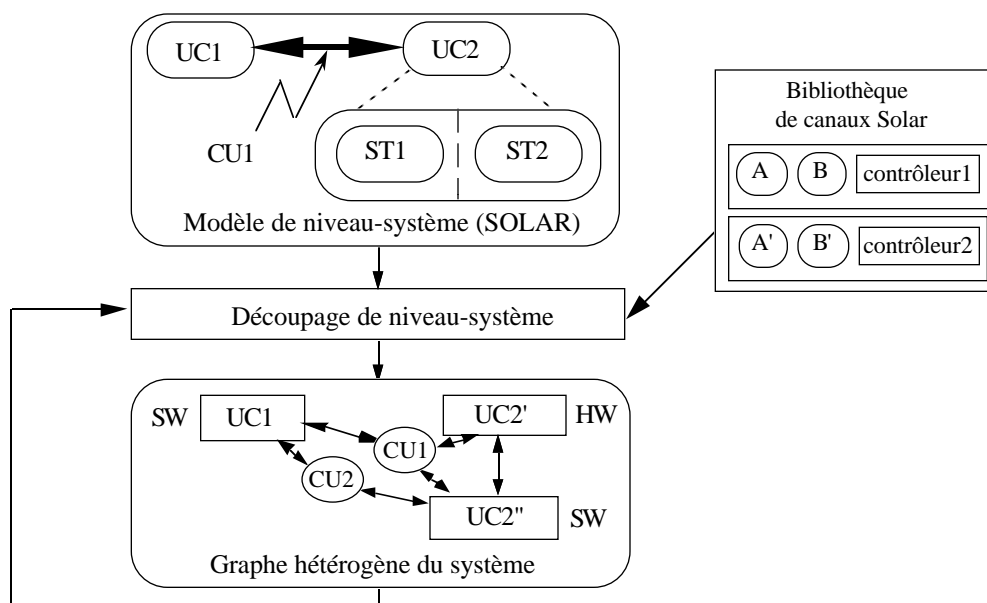 UC1
UC2
CU1
ST1
ST2
Modèle de niveau-système (SOLAR)
Bibliothèque
de canaux Solar
A
B
contrôleur1
A'
B'
contrôleur2
Découpage de niveau-système
SW
UC1
UC2'
HW
CU1
CU2
UC2"
SW
Graphe hétérogène du système